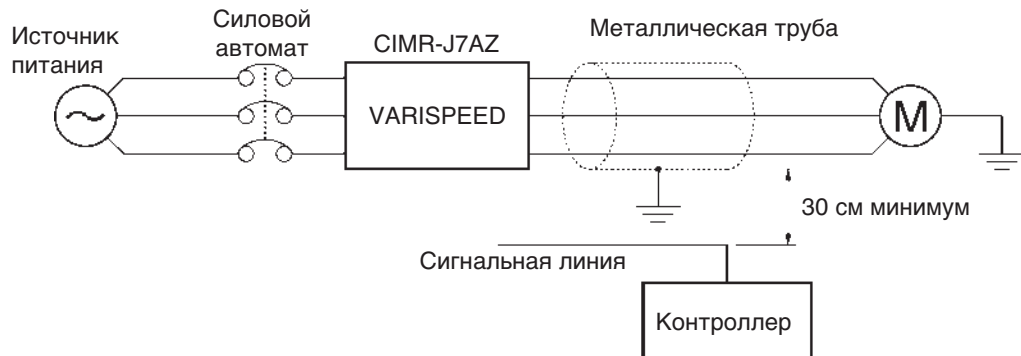 Источник
питания
Силовой
автомат
CIMR-J7AZ
VARISPEED
Металлическая труба
M
30 см минимум
Сигнальная линия
Контроллер